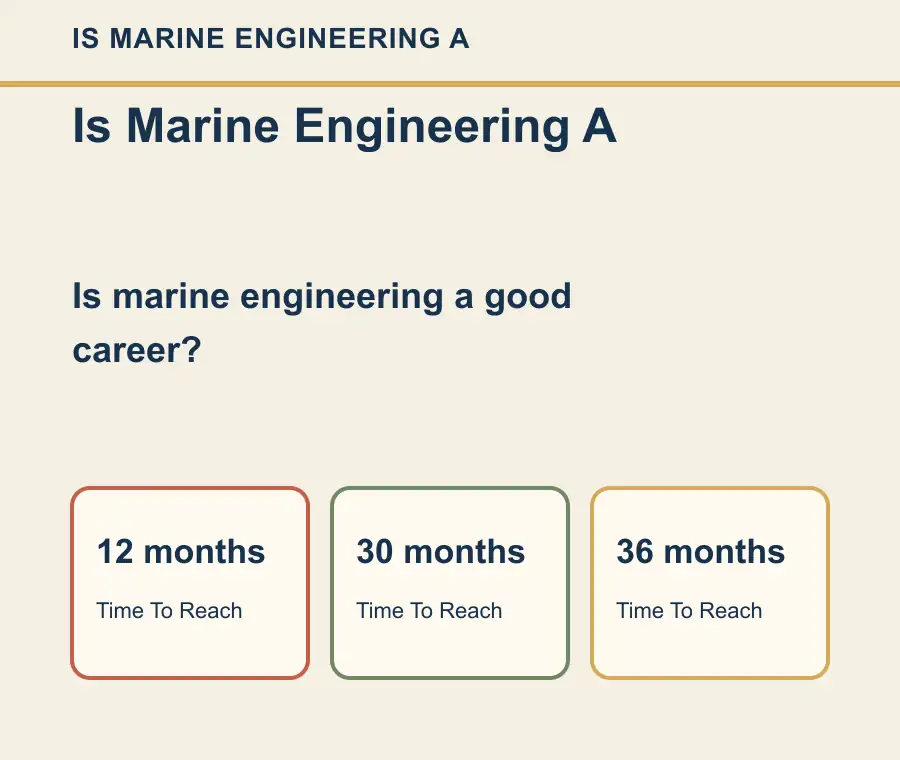 IS MARINE ENGINEERING A
Is Marine Engineering A
Is marine engineering a good
career?
12 months
Time To Reach
30 months
Time To Reach
36 months
Time To Reach